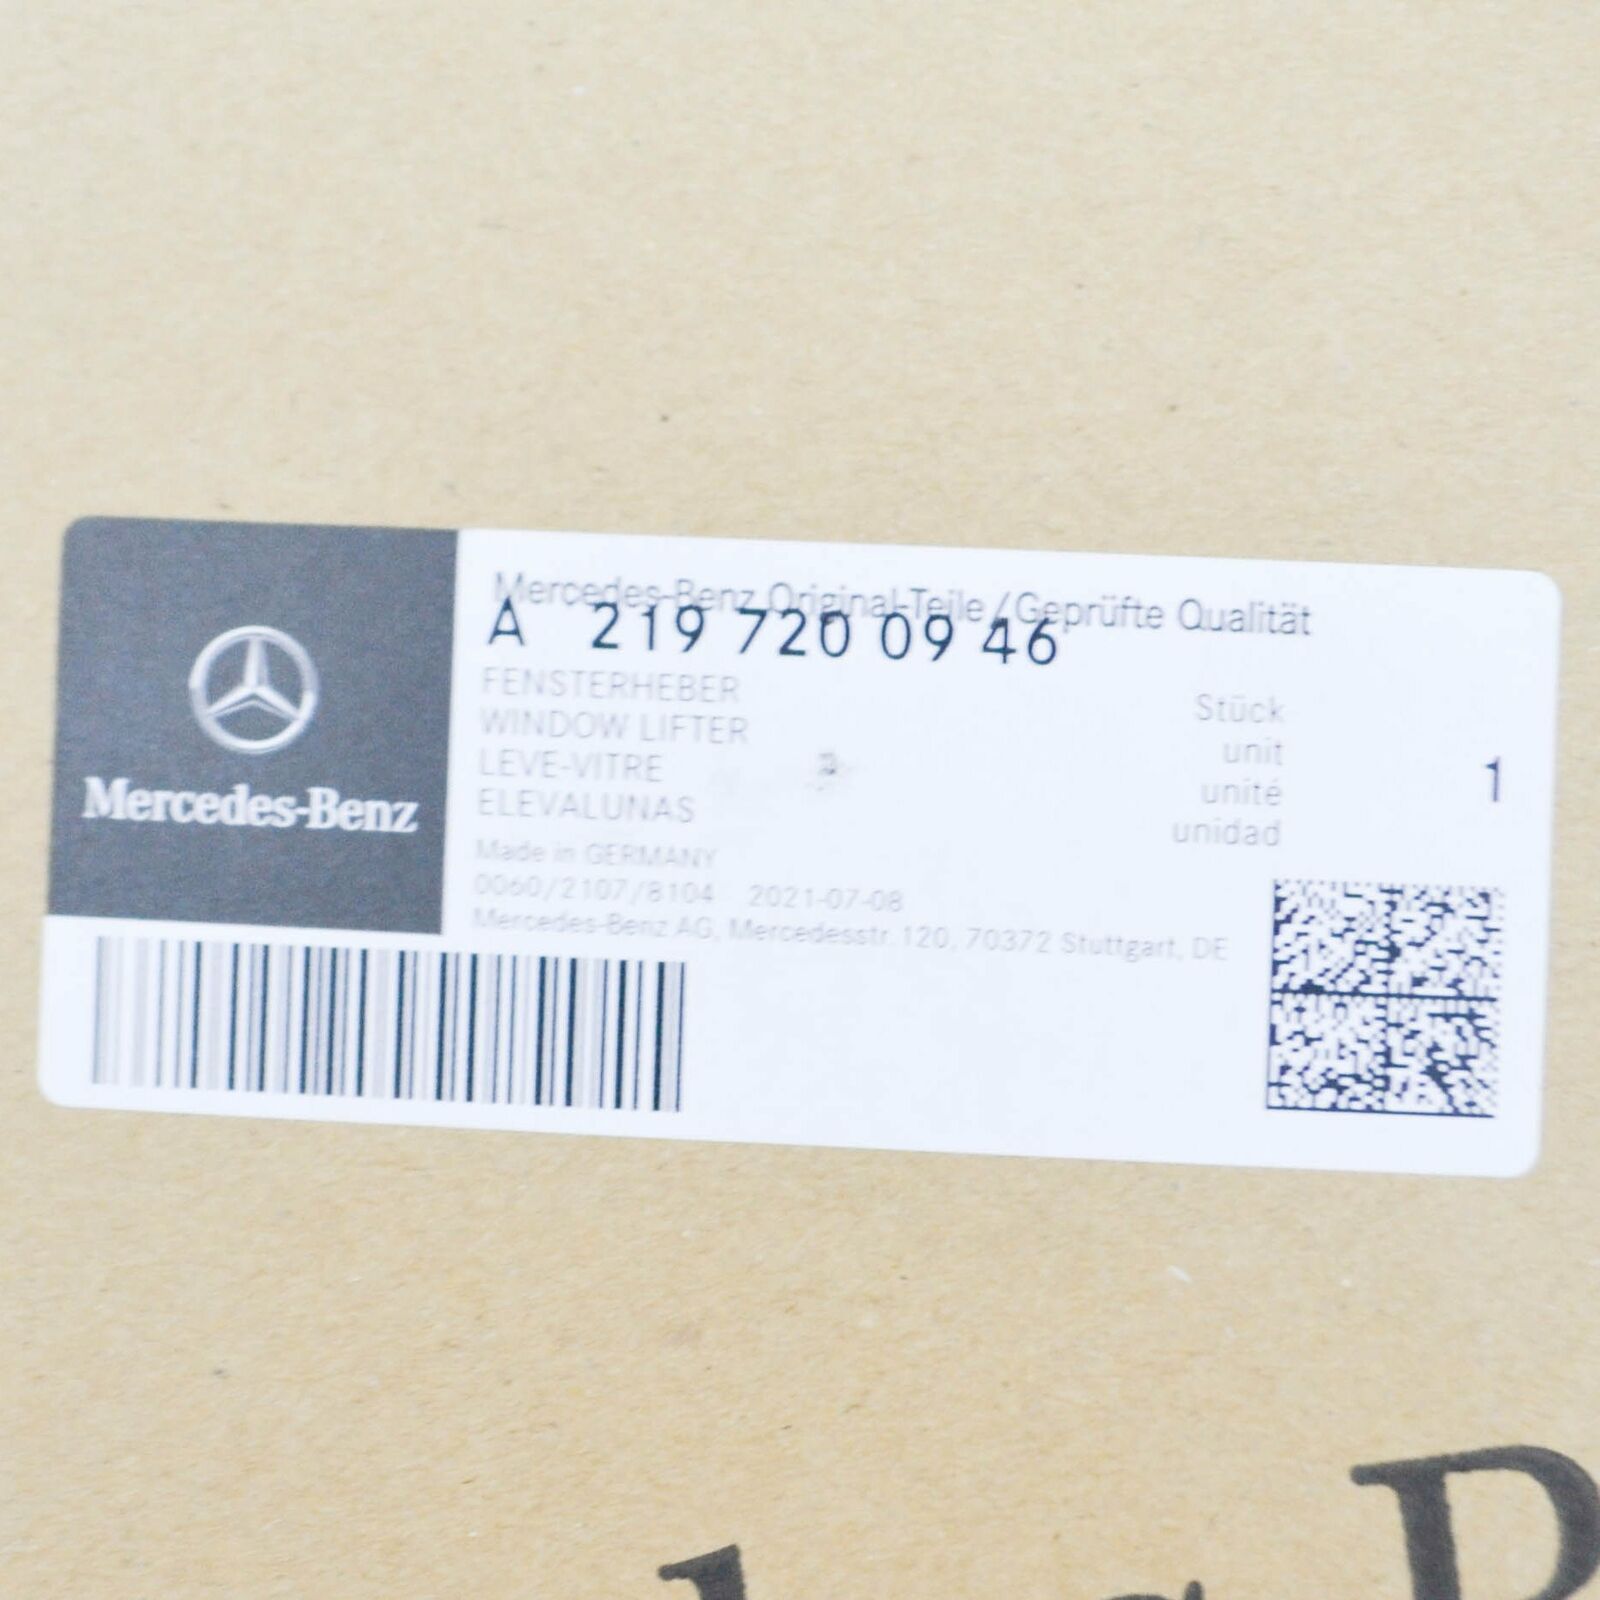 Mercedes-Benz Original-Teile/Geprüfte Qualität
A 219 720 09 46
FENSTERHEBER
WINDOW LIFTER
LEVE-VITRE
ELEVALUNAS
Stück
unit
unité
unidad
1
Made in GERMANY
0060/2107/8104 2021-07-08
Mercedes-Benz AG, Mercedesstr. 120, 70372 Stuttgart, DE
Mercedes-Benz